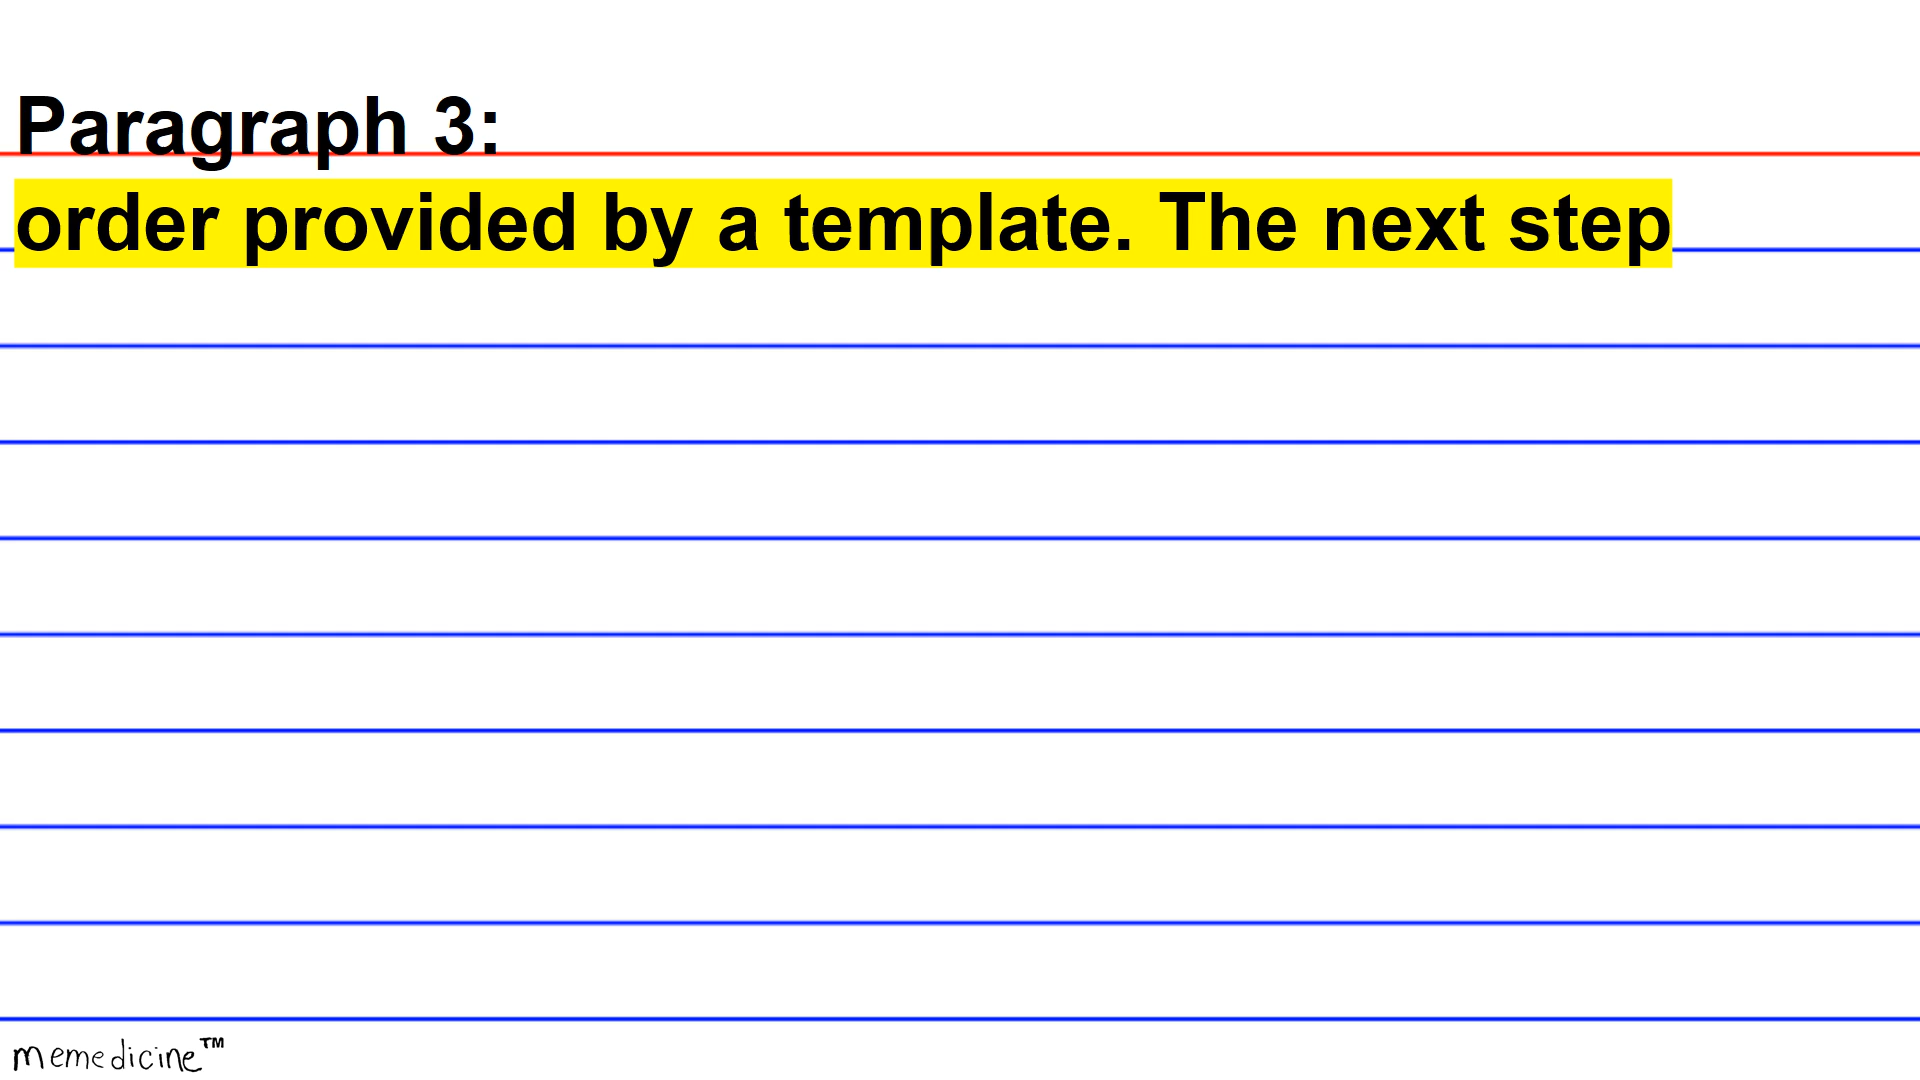 Paragraph 3:
order provided by a template. The next step
memedicine™